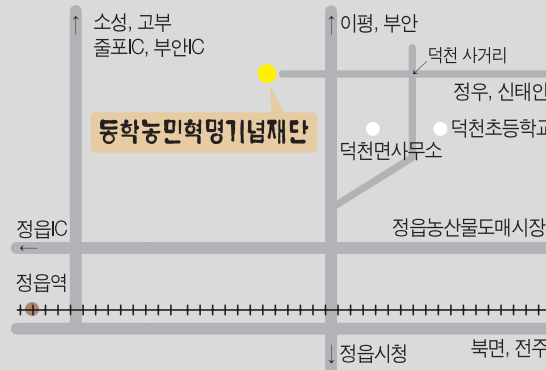 소성, 고부
줄포IC, 부안IC
이평, 부안
덕천 사거리
정우, 신태인
동학농민혁명기념재단
덕천초등학교
덕천면사무소
정읍IC
정읍농산물도매시장
정읍역
정읍시청
북면, 전주